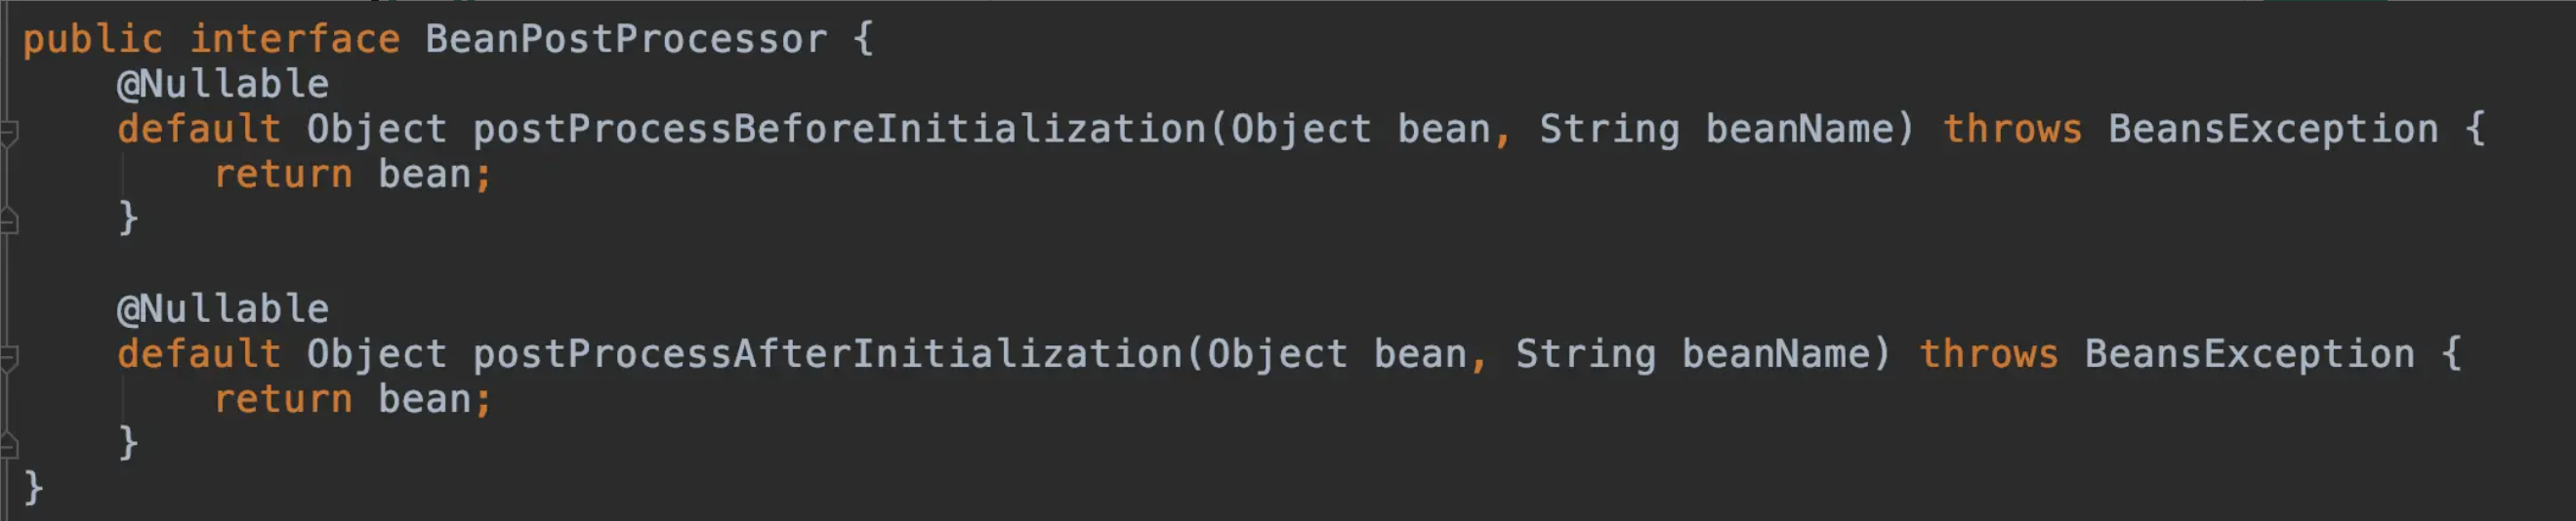 public interface BeanPostProcessor {
    @Nullable
    default Object postProcessBeforeInitialization(Object bean, String beanName) throws BeansException {
        return bean;
    }

    @Nullable
    default Object postProcessAfterInitialization(Object bean, String beanName) throws BeansException {
        return bean;
    }
}